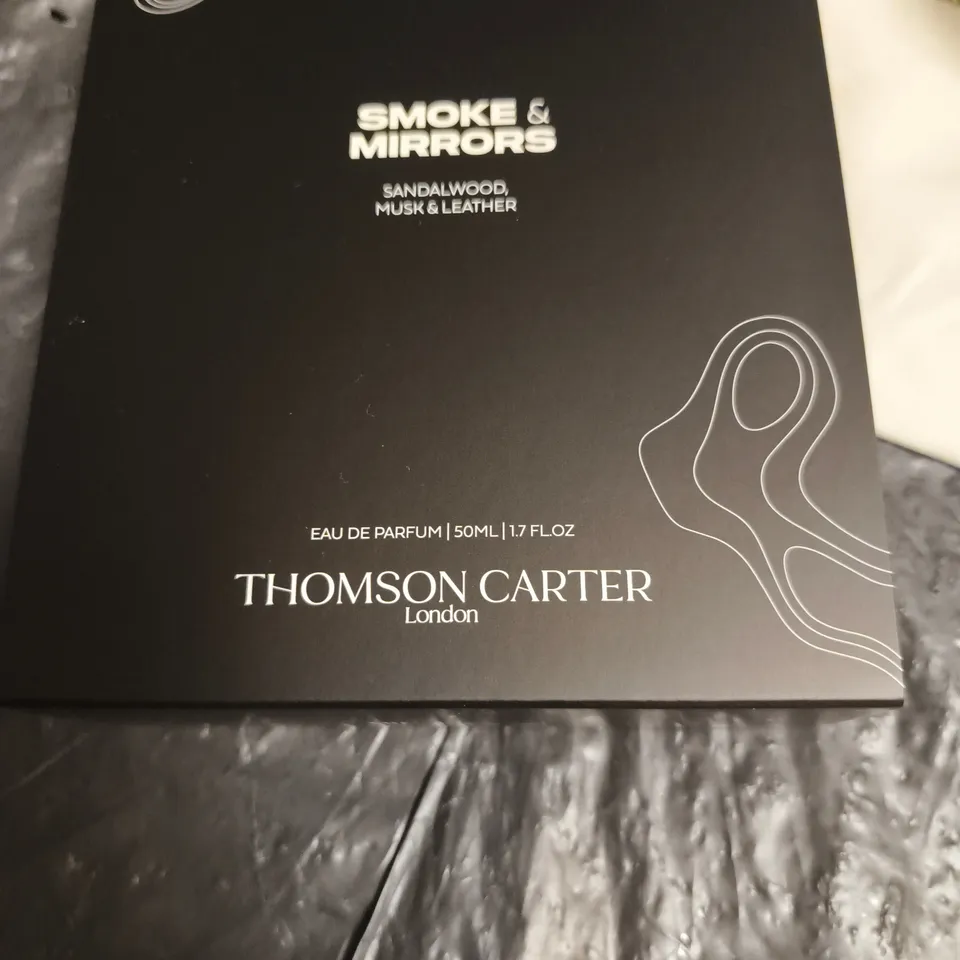 SMOKE &
MIRRORS
SANDALWOOD,
MUSK & LEATHER
EAU DE PARFUM | 50ML | 1.7 FL.OZ
THOMSON CARTER
London